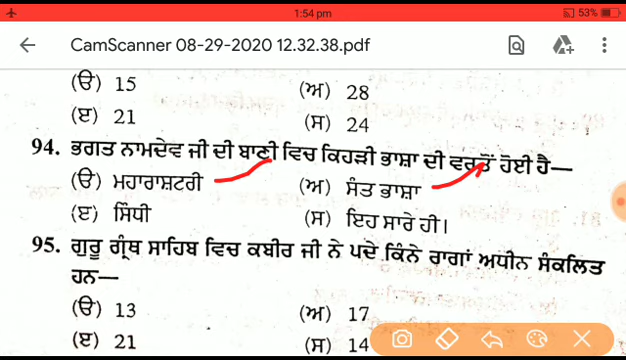 1:54 pm
53%
CamScanner 08-29-2020 12.32.38.pdf
(ੳ) 15 (ਅ) 28
(ੲ) 21 (ਸ) 24
94. ਭਗਤ ਨਾਮਦੇਵ ਜੀ ਦੀ ਬਾਣੀ ਵਿਚ ਕਿਹੜੀ ਭਾਸ਼ਾ ਦੀ ਵਰਤੋਂ ਹੋਈ ਹੈ—
(ੳ) ਮਹਾਰਾਸ਼ਟਰੀ (ਅ) ਸੰਤ ਭਾਸ਼ਾ
(ੲ) ਸਿੰਧੀ (ਸ) ਇਹ ਸਾਰੇ ਹੀ।
95. ਗੁਰੂ ਗ੍ਰੰਥ ਸਾਹਿਬ ਵਿਚ ਕਬੀਰ ਜੀ ਨੇ ਪਦੇ ਕਿੰਨੇ ਰਾਗਾਂ ਅਧੀਨ ਸੰਕਲਿਤ
ਹਨ—
(ੳ) 13 (ਅ) 17
(ੲ) 21 (ਸ) 14